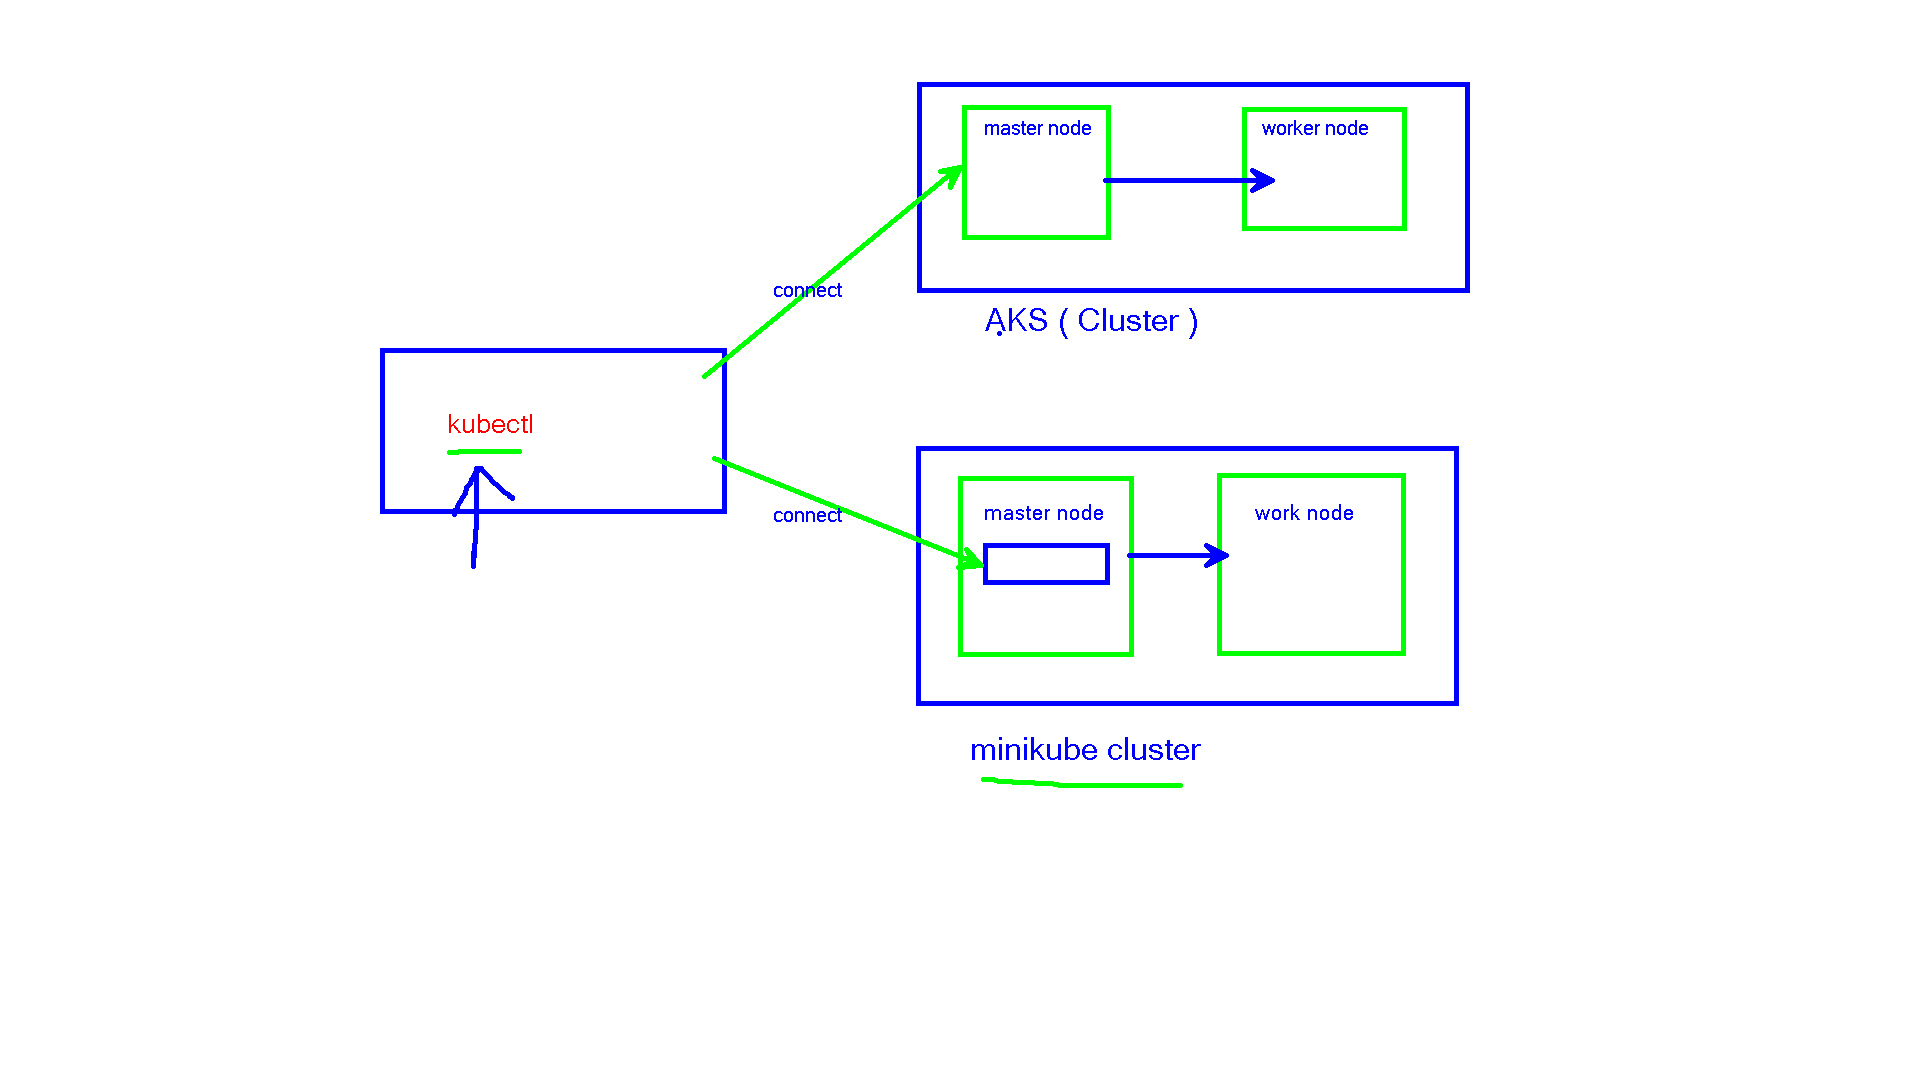 master node
worker node
connect
AKS ( Cluster )
kubectl
connect
master node
work node
minikube cluster